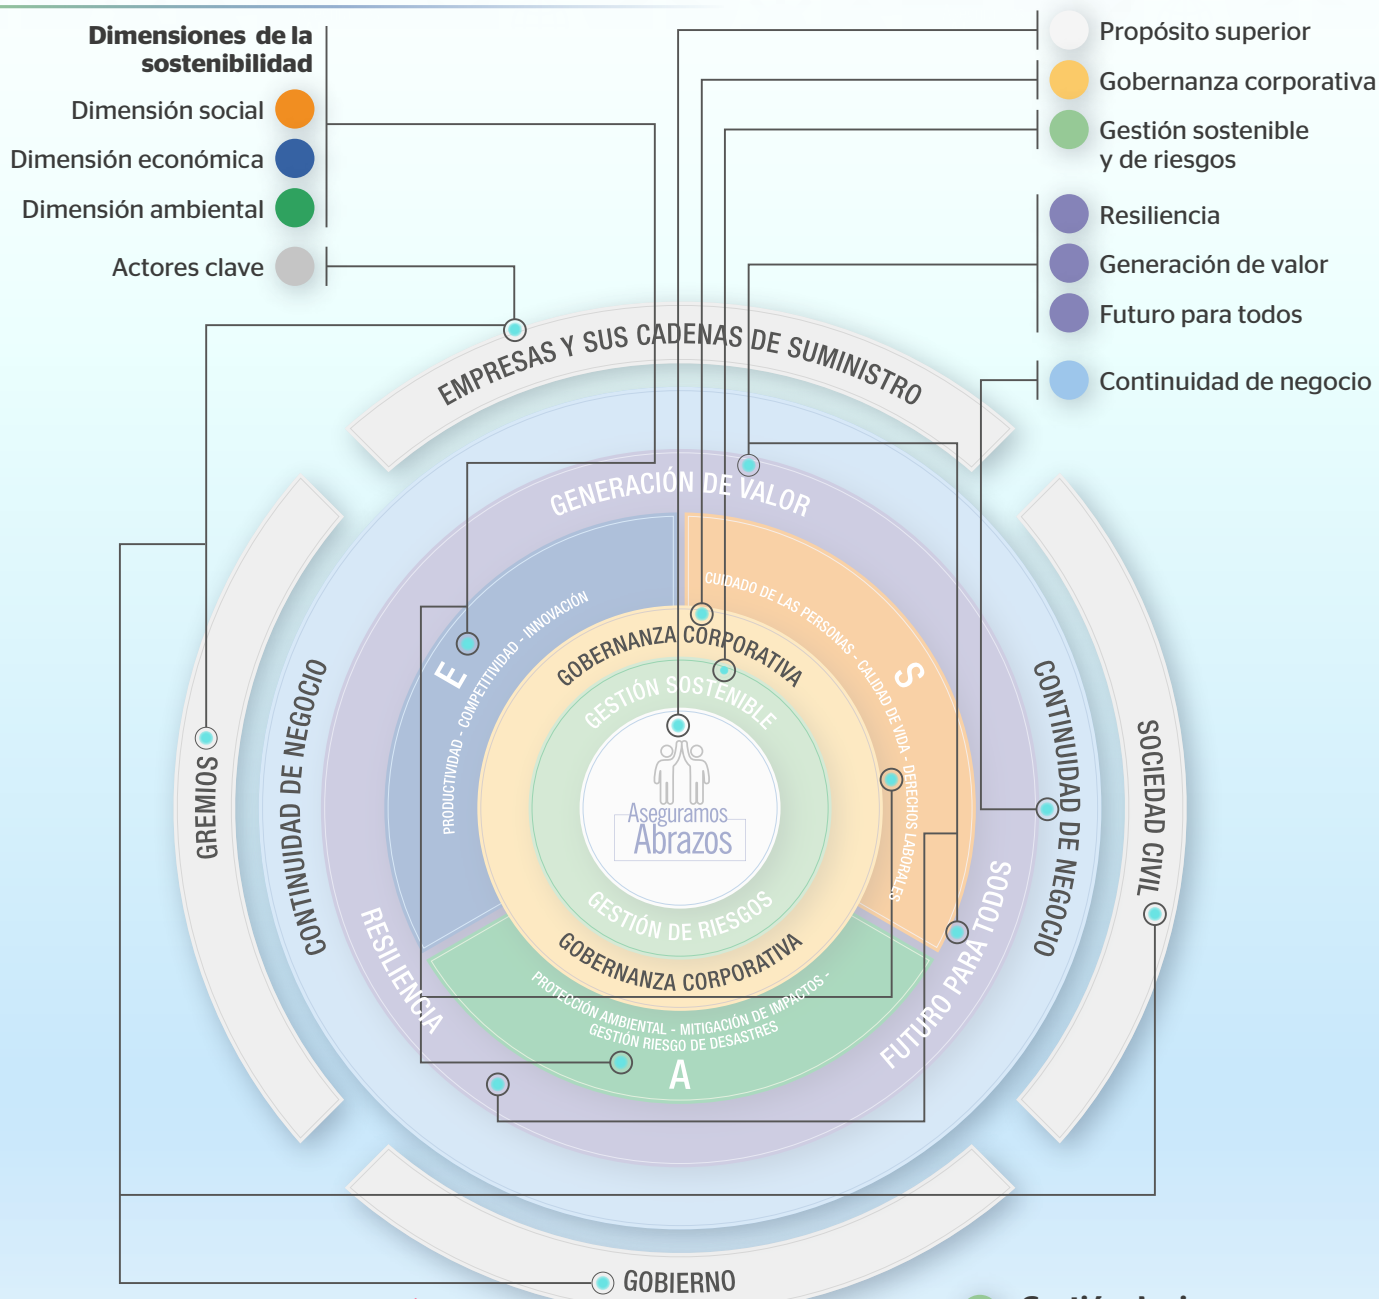 Dimensiones de la
sostenibilidad
Dimensión social
Dimensión económica
Dimensión ambiental
Actores clave
Propósito superior
Gobernanza corporativa
Gestión sostenible
y de riesgos
Resiliencia
Generación de valor
Futuro para todos
Continuidad de negocio
EMPRESAS Y SUS CADENAS DE SUMINISTRO
GENERACIÓN DE VALOR
CUIDADO DE LAS PERSONAS - CALIDAD DE VIDA - DERECHOS LABORALES
S
PRODUCTIVIDAD - COMPETITIVIDAD - INNOVACIÓN
E
GOBERNANZA CORPORATIVA
GESTIÓN SOSTENIBLE
Aseguramos
Abrazos
GESTIÓN DE RIESGOS
GOBERNANZA CORPORATIVA
PROTECCIÓN AMBIENTAL - MITIGACIÓN DE IMPACTOS -
GESTIÓN RIESGO DE DESASTRES
A
RESILIENCIA
FUTURO PARA TODOS
CONTINUIDAD DE NEGOCIO
CONTINUIDAD DE NEGOCIO
GREMIOS
SOCIEDAD CIVIL
GOBIERNO